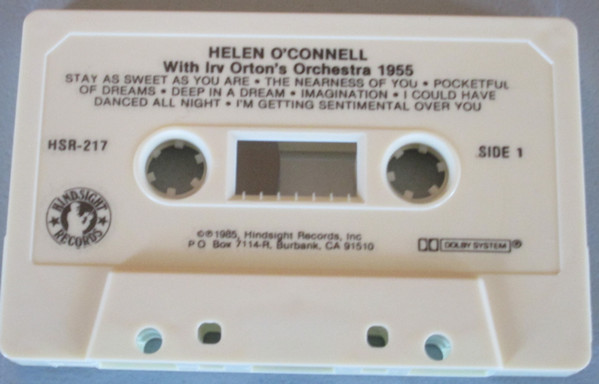 HELEN O'CONNELL
With Irv Orton's Orchestra 1955
STAY AS SWEET AS YOU ARE • THE NEARNESS OF YOU • POCKETFUL
OF DREAMS • DEEP IN A DREAM • IMAGINATION • I COULD HAVE
DANCED ALL NIGHT • I'M GETTING SENTIMENTAL OVER YOU
HSR-217
SIDE 1
HINDSIGHT
RECORDS
©℗1985, Hindsight Records, Inc
P O Box 7114-R, Burbank, CA 91510
DOLBY SYSTEM ®